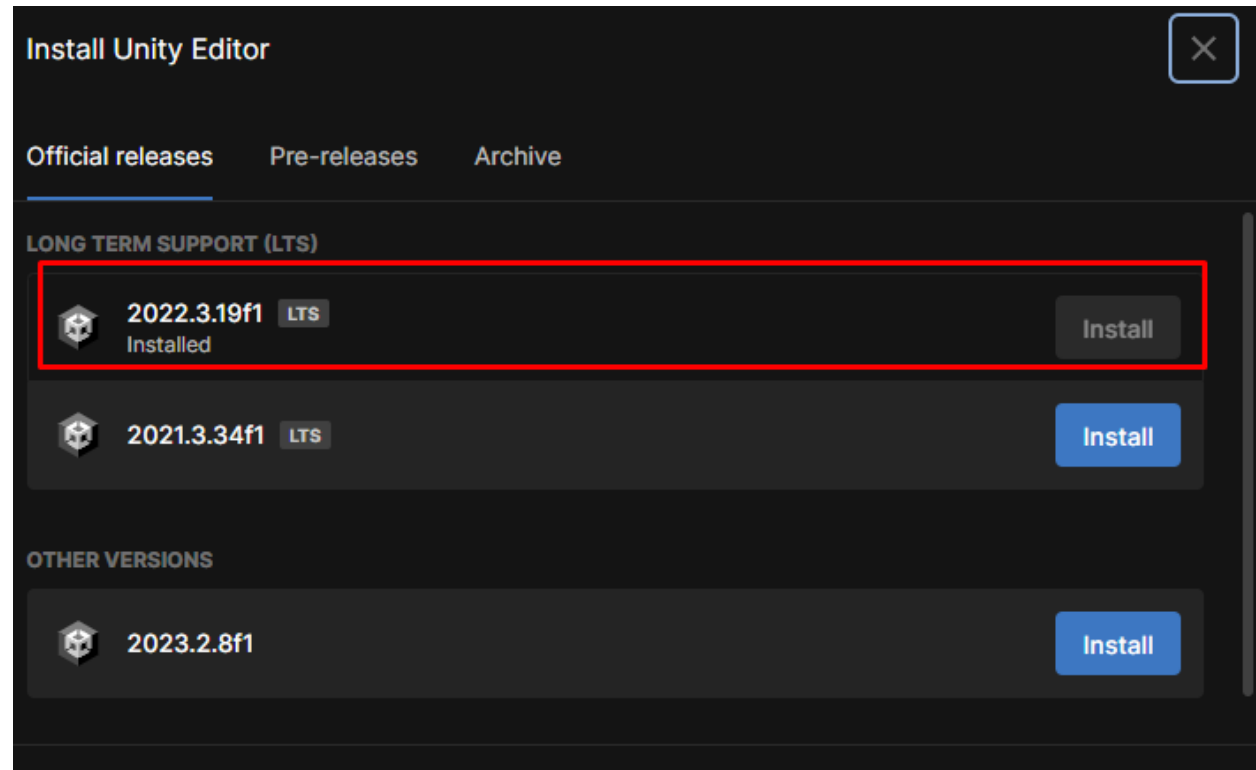 Install Unity Editor
Official releases Pre-releases Archive
LONG TERM SUPPORT (LTS)
2022.3.19f1 LTS
Installed
Install
2021.3.34f1 LTS
Install
OTHER VERSIONS
2023.2.8f1
Install